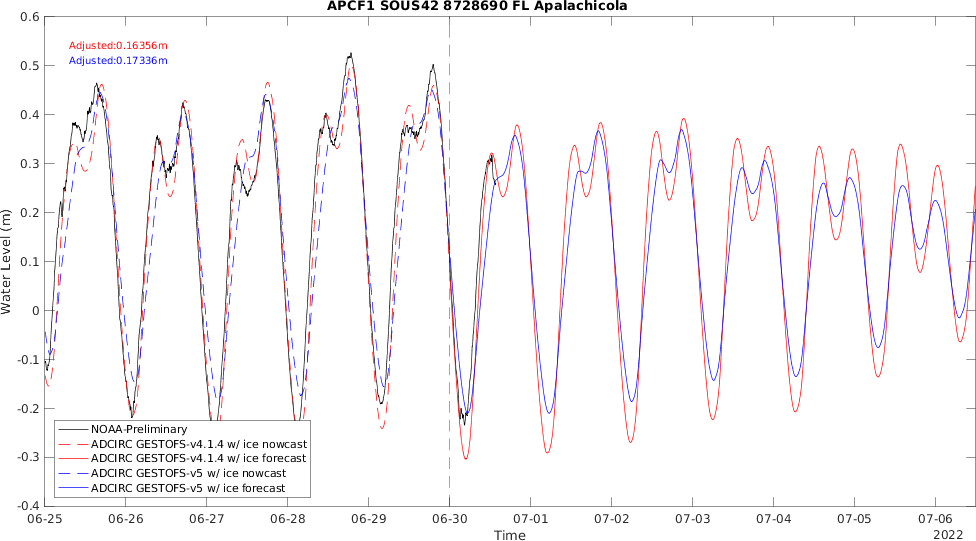 APCF1 SOUS42 8728690 FL Apalachicola
0.6
0.5
0.4
0.3
0.2
0.1
0
-0.1
-0.2
-0.3
-0.4
Water Level (m)
Adjusted:0.16356m
Adjusted:0.17336m
NOAA-Preliminary
ADCIRC GESTOFS-v4.1.4 w/ ice nowcast
ADCIRC GESTOFS-v4.1.4 w/ ice forecast
ADCIRC GESTOFS-v5 w/ ice nowcast
ADCIRC GESTOFS-v5 w/ ice forecast
06-25 06-26 06-27 06-28 06-29 06-30 07-01 07-02 07-03 07-04 07-05 07-06
Time
2022